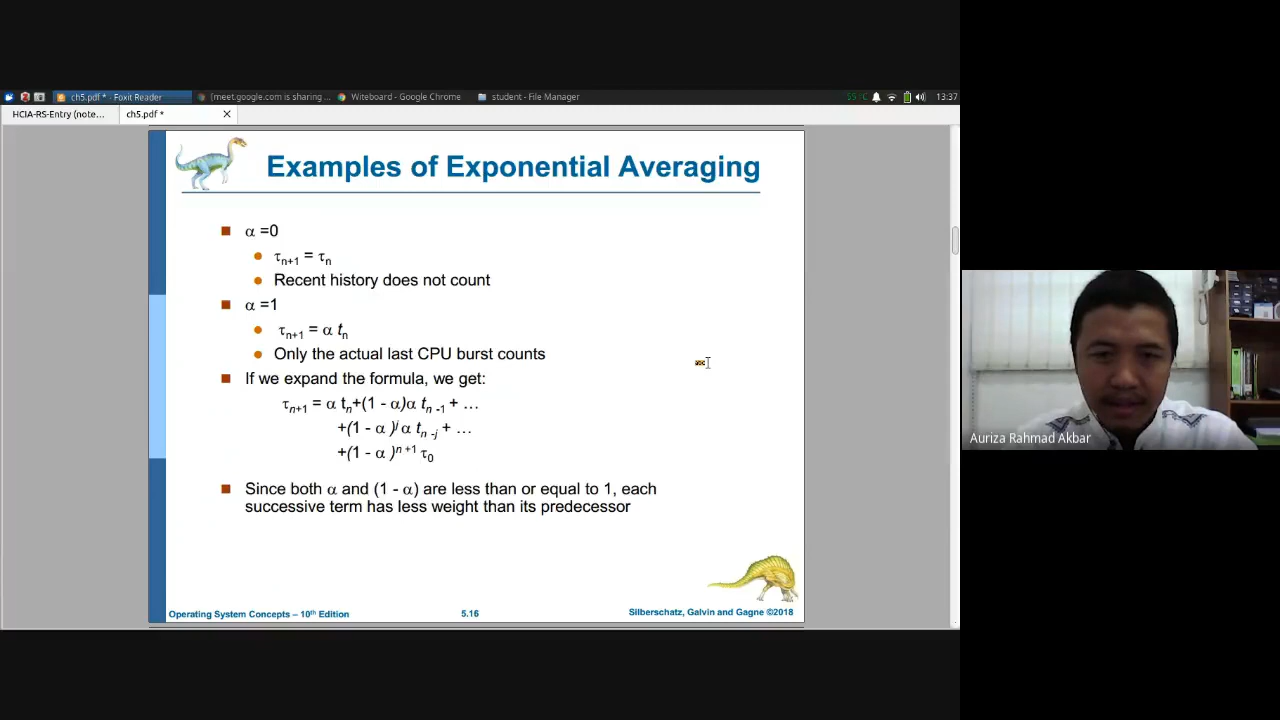 ch5.pdf * - Foxit Reader
[meet.google.com is sharing ...
Witeboard - Google Chrome
student - File Manager
55°C
13:37
HCIA-RS-Entry (note...
ch5.pdf *
Examples of Exponential Averaging
α =0
τn+1 = τn
Recent history does not count
α =1
τn+1 = α tn
Only the actual last CPU burst counts
If we expand the formula, we get:
τn+1 = α tn+(1 - α)α tn -1 + …
+(1 - α )j α tn -j + …
+(1 - α )n +1 τ0
Since both α and (1 - α) are less than or equal to 1, each
successive term has less weight than its predecessor
Operating System Concepts – 10th Edition
5.16
Silberschatz, Galvin and Gagne ©2018
Auriza Rahmad Akbar